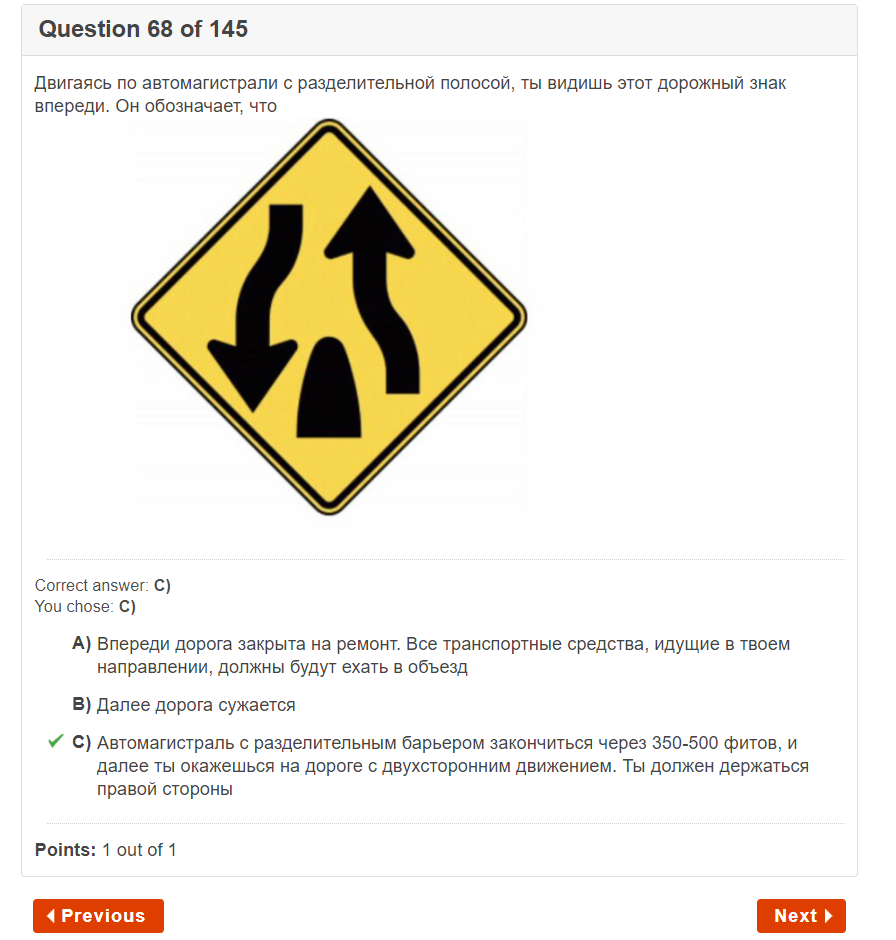 Question 68 of 145
Двигаясь по автомагистрали с разделительной полосой, ты видишь этот дорожный знак
впереди. Он обозначает, что
Correct answer: C)
You chose: C)
A) Впереди дорога закрыта на ремонт. Все транспортные средства, идущие в твоем
направлении, должны будут ехать в объезд
B) Далее дорога сужается
C) Автомагистраль с разделительным барьером закончиться через 350-500 фитов, и
далее ты окажешься на дороге с двухсторонним движением. Ты должен держаться
правой стороны
Points: 1 out of 1
Previous
Next